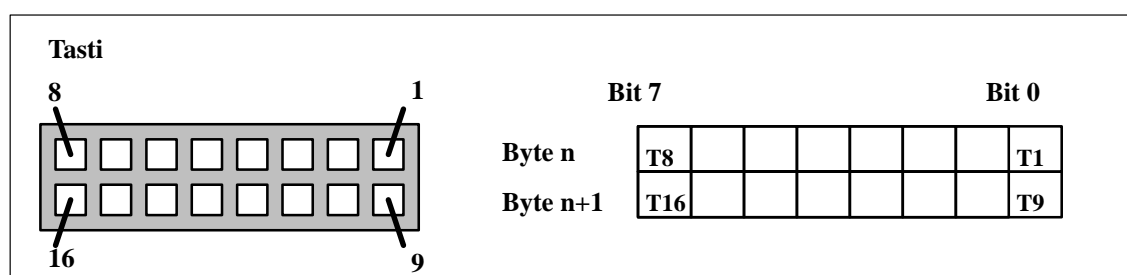 Tasti
8 1
16 9
Bit 7 Bit 0
Byte n T8 T1
Byte n+1 T16 T9